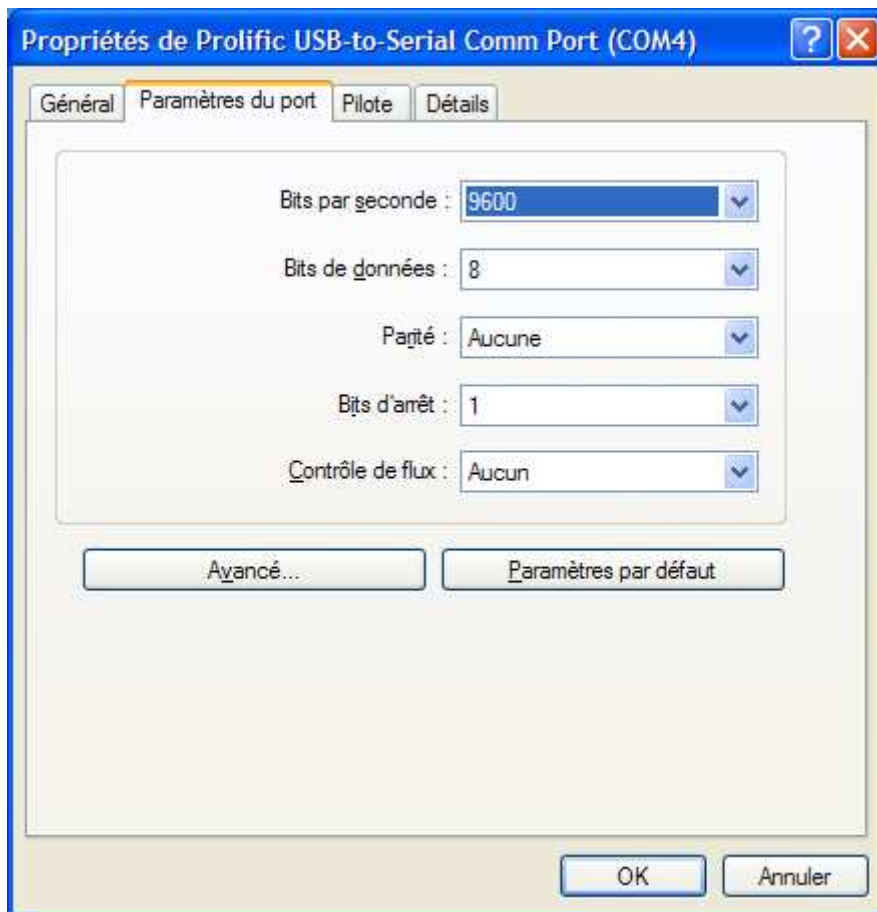 Propriétés de Prolific USB-to-Serial Comm Port (COM4)
Général Paramètres du port Pilote Détails
Bits par seconde : 9600
Bits de données : 8
Parité : Aucune
Bits d'arrêt : 1
Contrôle de flux : Aucun
Avancé... Paramètres par défaut
OK Annuler